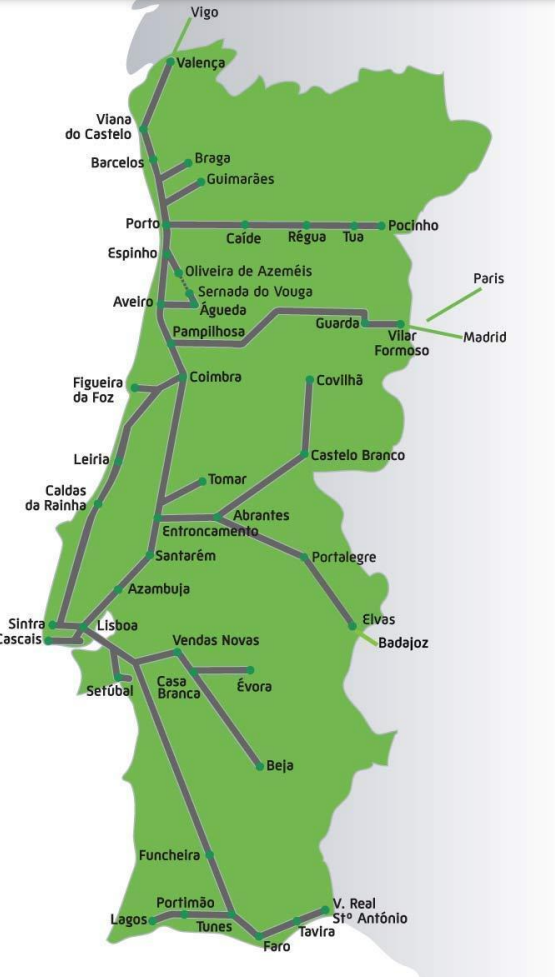 Vigo
Valença
Viana
do Castelo
Barcelos
Braga
Guimarães
Porto
Caíde
Régua
Tua
Pocinho
Espinho
Oliveira de Azeméis
Sernada do Vouga
Aveiro
Águeda
Paris
Pampilhosa
Guarda
Vilar
Formoso
Madrid
Figueira
da Foz
Coimbra
Covilhã
Leiria
Castelo Branco
Caldas
da Rainha
Tomar
Abrantes
Entroncamento
Santarém
Portalegre
Azambuja
Sintra
Cascais
Lisboa
Elvas
Badajoz
Vendas Novas
Setúbal
Casa
Branca
Évora
Beja
Funcheira
Portimão
Lagos
Tunes
V. Real
Stº António
Tavira
Faro